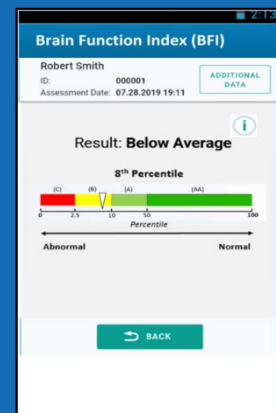 2:13
Brain Function Index (BFI)
Robert Smith
ID: 000001
Assessment Date: 07.28.2019 19:11
ADDITIONAL
DATA
i
Result: Below Average
8th Percentile
(C) (B) (A) (AA)
0 2.5 10 50 100
Percentile
Abnormal Normal
BACK